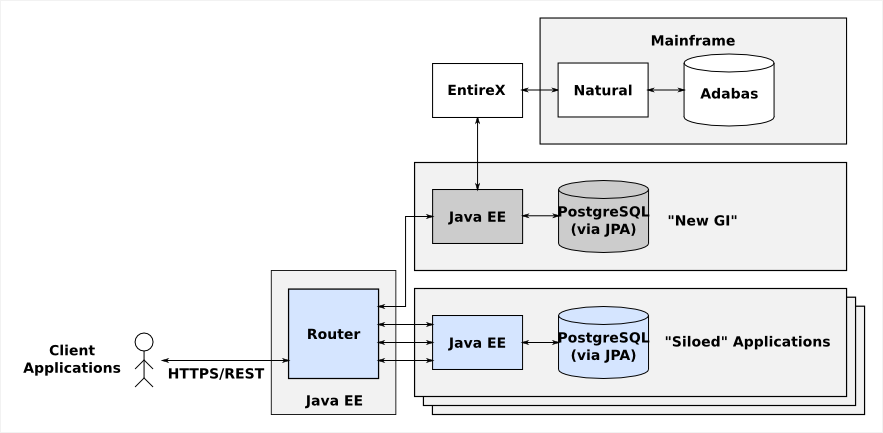 Mainframe
EntireX
Natural
Adabas
Java EE
PostgreSQL
(via JPA)
"New GI"
Router
Java EE
PostgreSQL
(via JPA)
"Siloed" Applications
Client
Applications
HTTPS/REST
Java EE